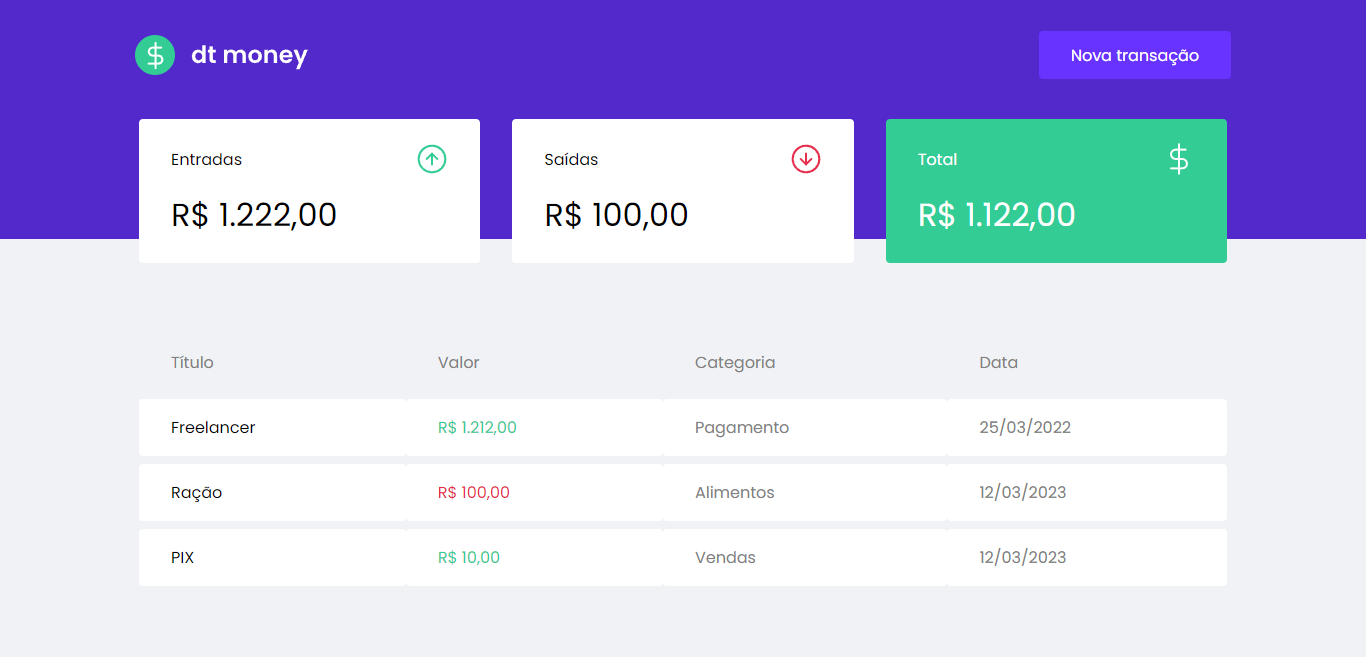 $ dt money
Nova transação
Entradas
R$ 1.222,00
Saídas
R$ 100,00
Total $
R$ 1.122,00
Título Valor Categoria Data
Freelancer R$ 1.212,00 Pagamento 25/03/2022
Ração R$ 100,00 Alimentos 12/03/2023
PIX R$ 10,00 Vendas 12/03/2023